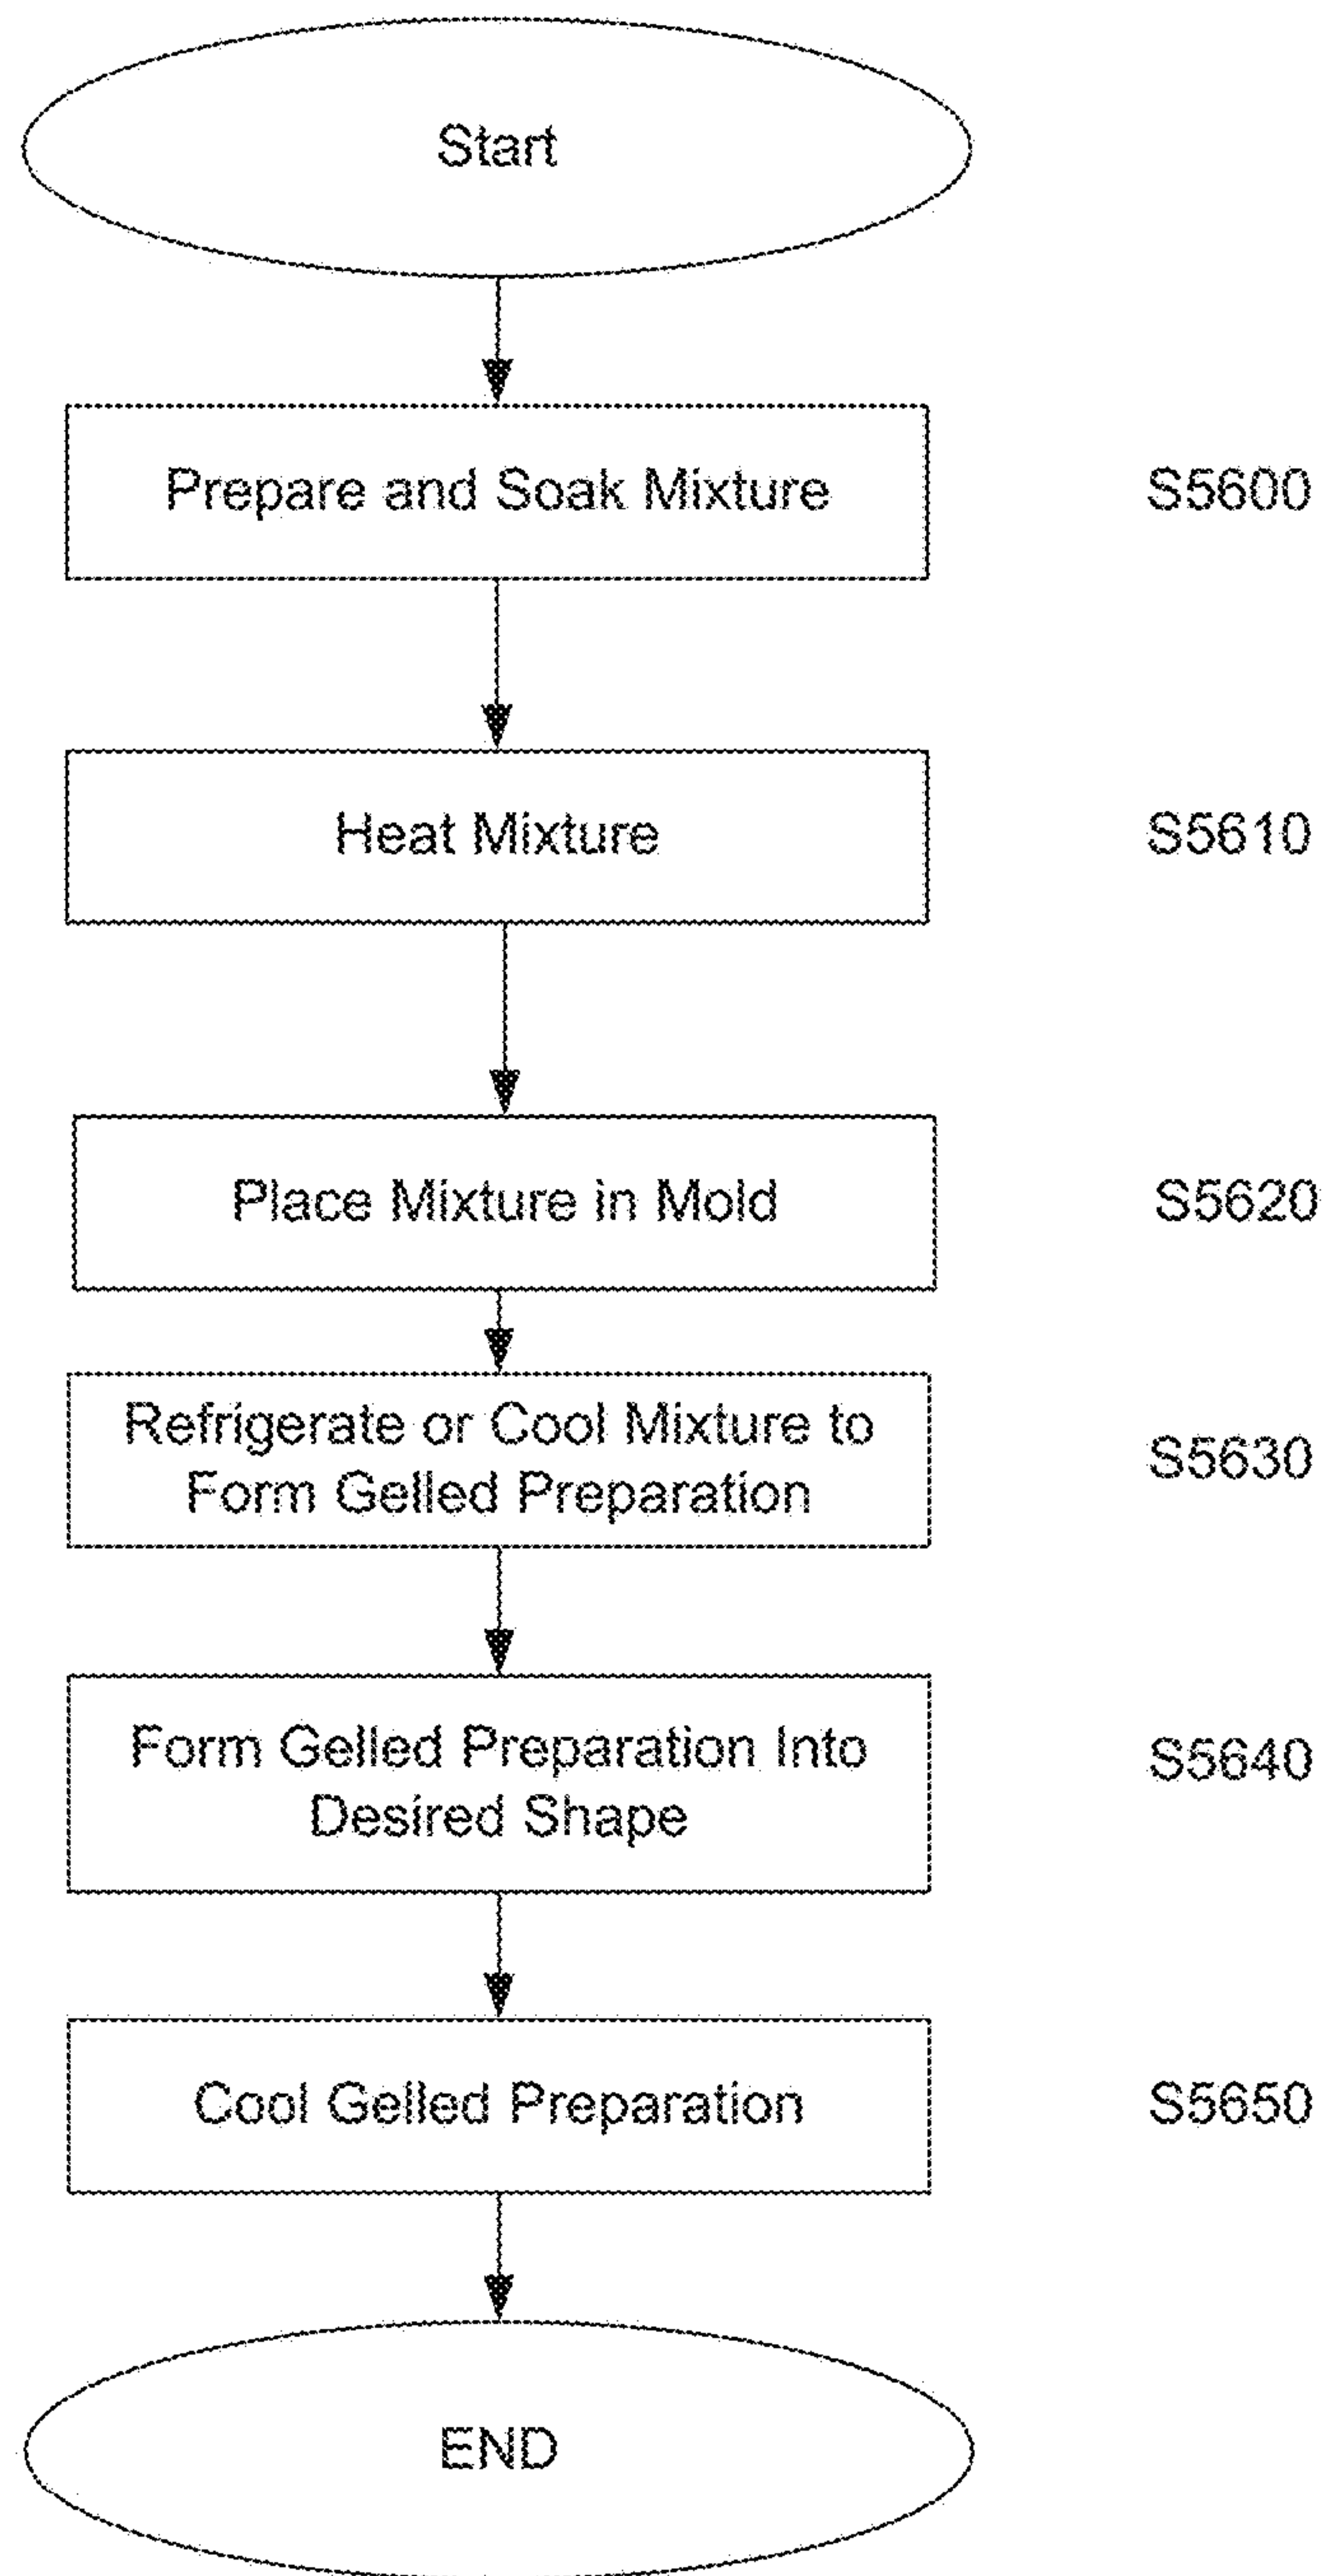 Start
Prepare and Soak Mixture
S5600
Heat Mixture
S5610
Place Mixture in Mold
S5620
Refrigerate or Cool Mixture to
Form Gelled Preparation
S5630
Form Gelled Preparation Into
Desired Shape
S5640
Cool Gelled Preparation
S5650
END